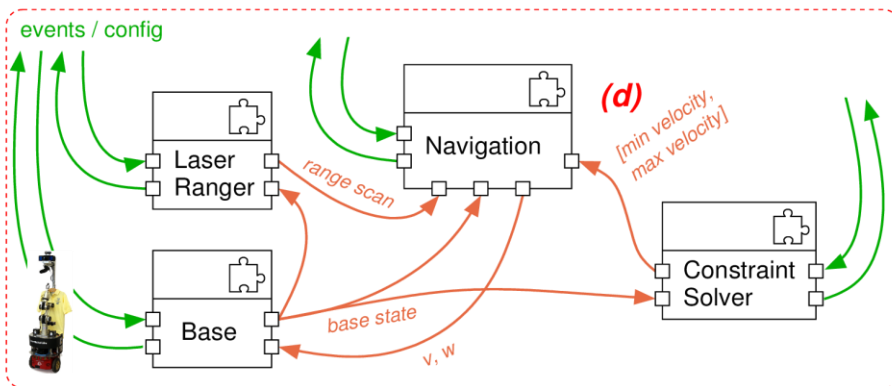 events / config
(d)
Laser
Ranger
range scan
Navigation
[min velocity,
max velocity]
Constraint
Solver
Base
base state
v, w